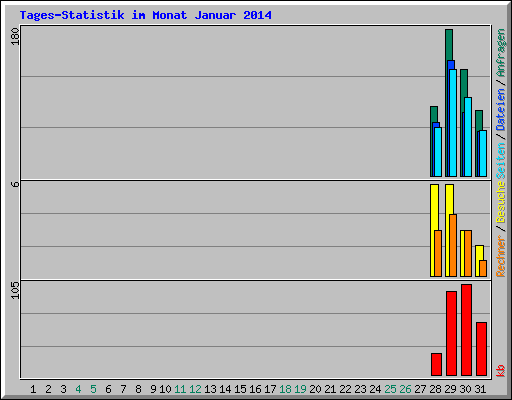 Tages-Statistik im Monat Januar 2014
180
6
105
Rechner / Besuche Seiten / Dateien / Anfragen
kb
1 2 3 4 5 6 7 8 9 10 11 12 13 14 15 16 17 18 19 20 21 22 23 24 25 26 27 28 29 30 31